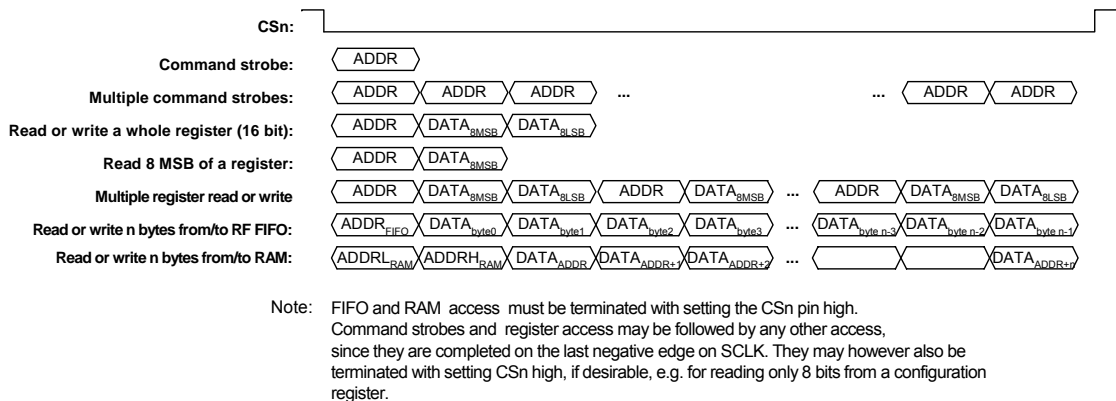 CSn:
Command strobe: ADDR
Multiple command strobes: ADDR ADDR ADDR ... ... ADDR ADDR
Read or write a whole register (16 bit): ADDR DATA8MSB DATA8LSB
Read 8 MSB of a register: ADDR DATA8MSB
Multiple register read or write ADDR DATA8MSB DATA8LSB ADDR DATA8MSB ... ADDR DATA8MSB DATA8LSB
Read or write n bytes from/to RF FIFO: ADDRFIFO DATAbyte0 DATAbyte1 DATAbyte2 DATAbyte3 ... DATAbyte n-3 DATAbyte n-2 DATAbyte n-1
Read or write n bytes from/to RAM: ADDRLRAM ADDRHRAM DATAADDR DATAADDR+1 DATAADDR+2 ... DATAADDR+n
Note: FIFO and RAM access must be terminated with setting the CSn pin high.
Command strobes and register access may be followed by any other access,
since they are completed on the last negative edge on SCLK. They may however also be
terminated with setting CSn high, if desirable, e.g. for reading only 8 bits from a configuration
register.